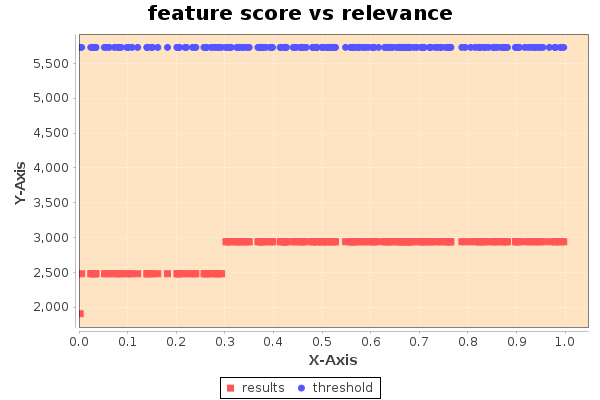 feature score vs relevance
5,500
5,000
4,500
4,000
3,500
3,000
2,500
2,000
Y-Axis
0.0 0.1 0.2 0.3 0.4 0.5 0.6 0.7 0.8 0.9 1.0
X-Axis
results threshold